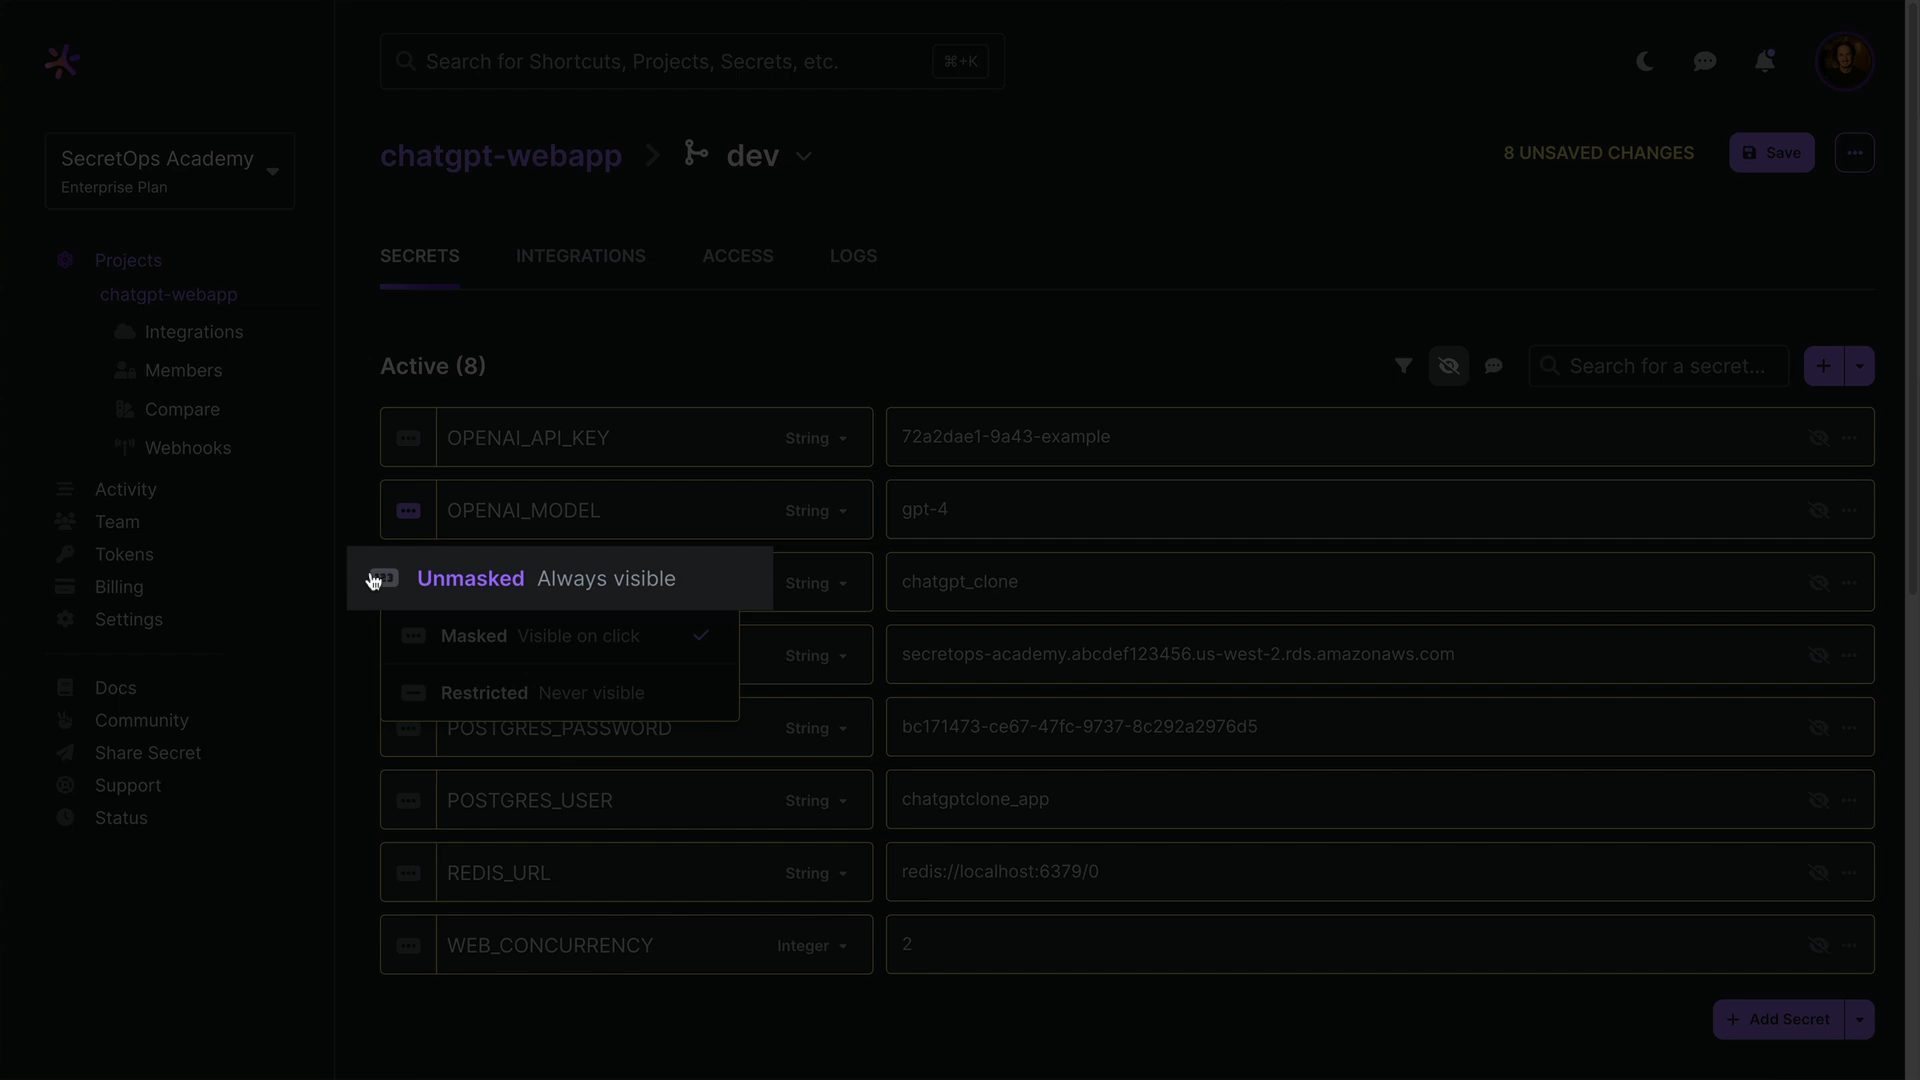 Search for Shortcuts, Projects, Secrets, etc.
⌘+K
SecretOps Academy
Enterprise Plan
chatgpt-webapp
dev
8 UNSAVED CHANGES
Save
Projects
chatgpt-webapp
Integrations
Members
Compare
Webhooks
Activity
Team
Tokens
Billing
Settings
Docs
Community
Share Secret
Support
Status
SECRETS
INTEGRATIONS
ACCESS
LOGS
Active (8)
Search for a secret...
OPENAI_API_KEY
String
72a2dae1-9a43-example
OPENAI_MODEL
String
gpt-4
Unmasked Always visible
String
chatgpt_clone
Masked Visible on click
String
secretops-academy.abcdef123456.us-west-2.rds.amazonaws.com
Restricted Never visible
POSTGRES_PASSWORD
String
bc171473-ce67-47fc-9737-8c292a2976d5
POSTGRES_USER
String
chatgptclone_app
REDIS_URL
String
redis://localhost:6379/0
WEB_CONCURRENCY
Integer
2
+ Add Secret